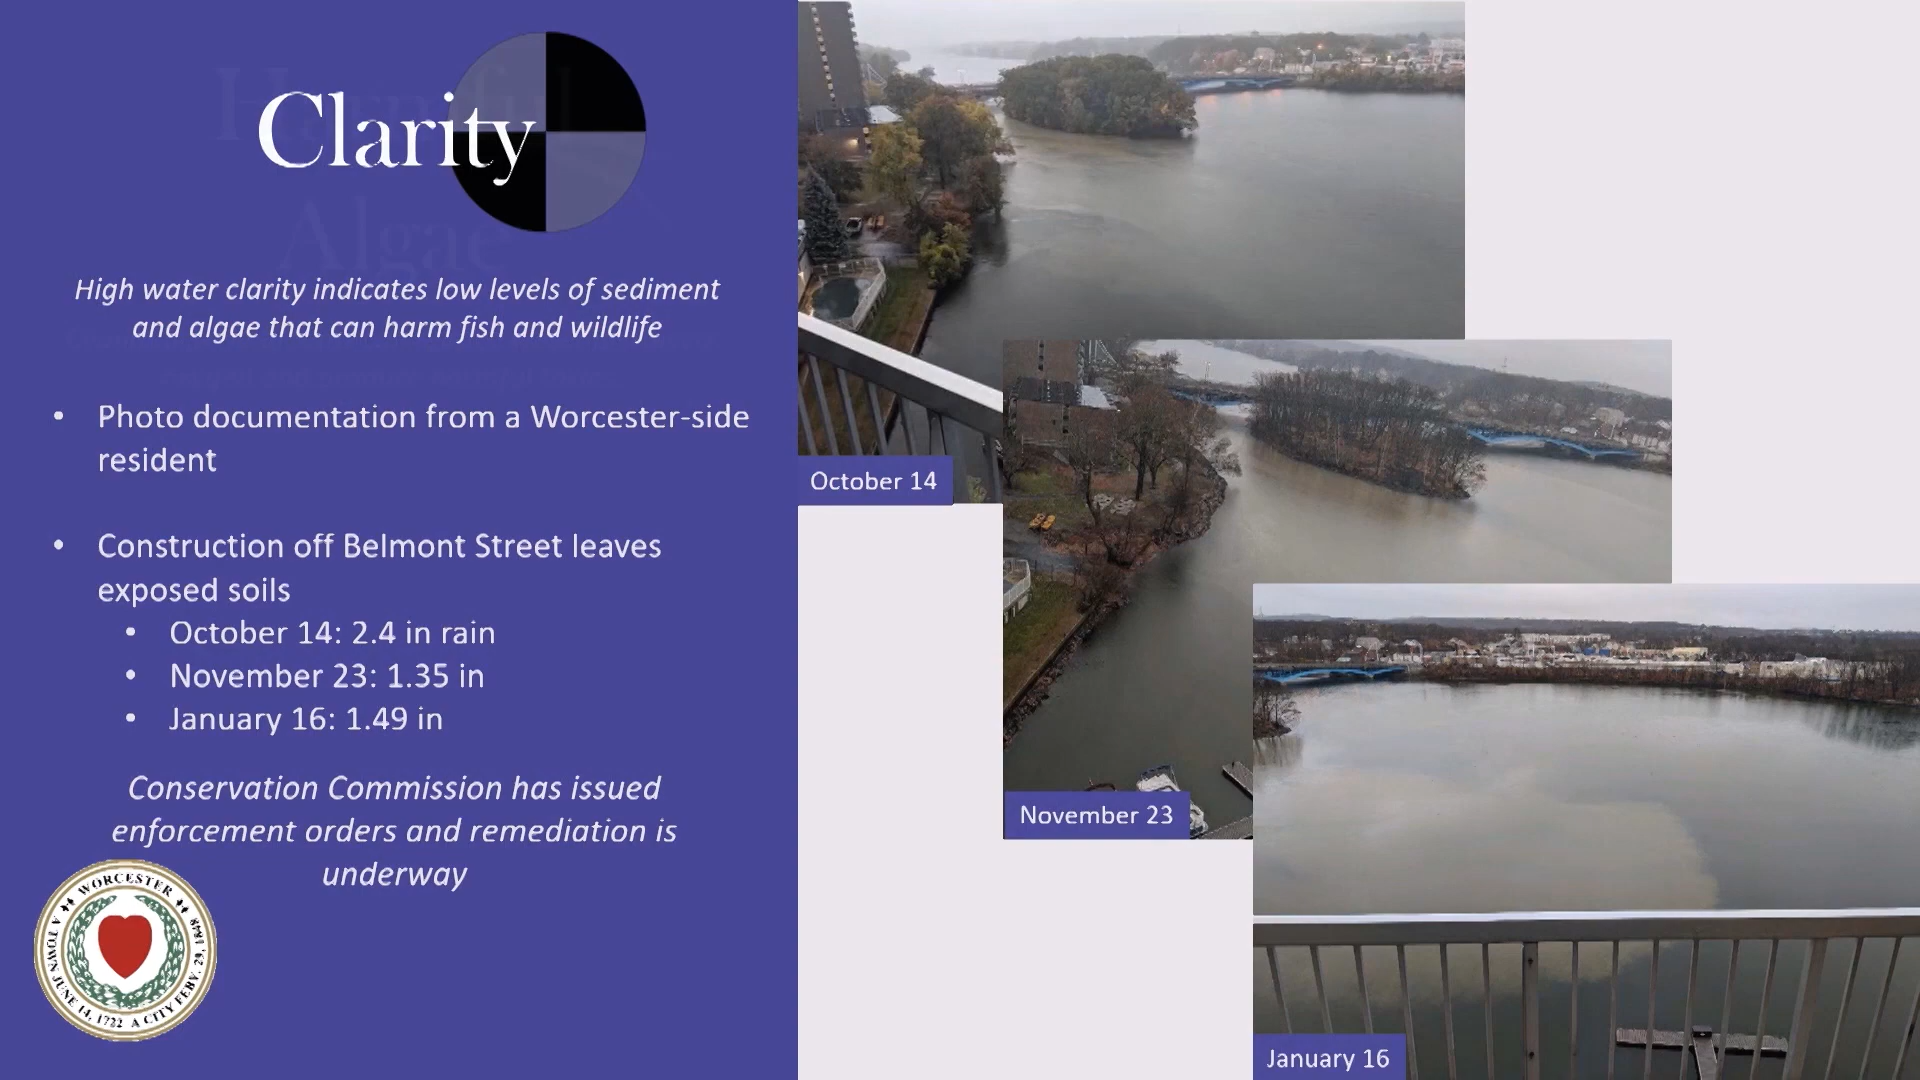 Clarity
High water clarity indicates low levels of sediment
and algae that can harm fish and wildlife
• Photo documentation from a Worcester-side
resident
• Construction off Belmont Street leaves
exposed soils
• October 14: 2.4 in rain
• November 23: 1.35 in
• January 16: 1.49 in
Conservation Commission has issued
enforcement orders and remediation is
underway
WORCESTER
A TOWN JUNE 14, 1722 A CITY FEBY. 29, 1848
October 14
November 23
January 16
Harmful
Algae